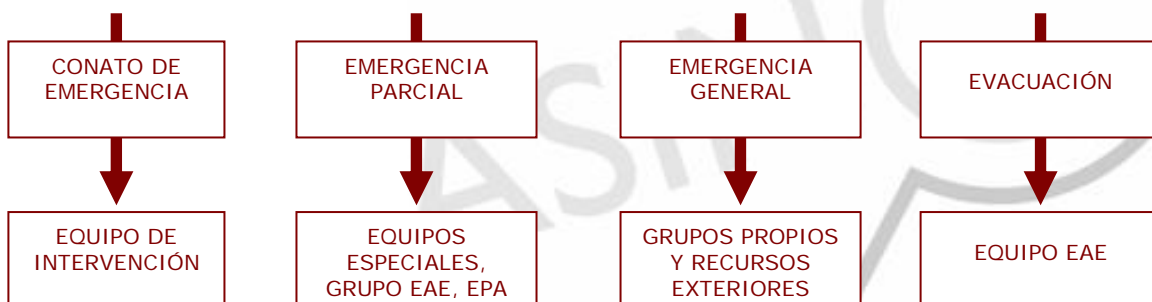 CONATO DE
EMERGENCIA
EMERGENCIA
PARCIAL
EMERGENCIA
GENERAL
EVACUACIÓN
EQUIPO DE
INTERVENCIÓN
EQUIPOS
ESPECIALES,
GRUPO EAE, EPA
GRUPOS PROPIOS
Y RECURSOS
EXTERIORES
EQUIPO EAE